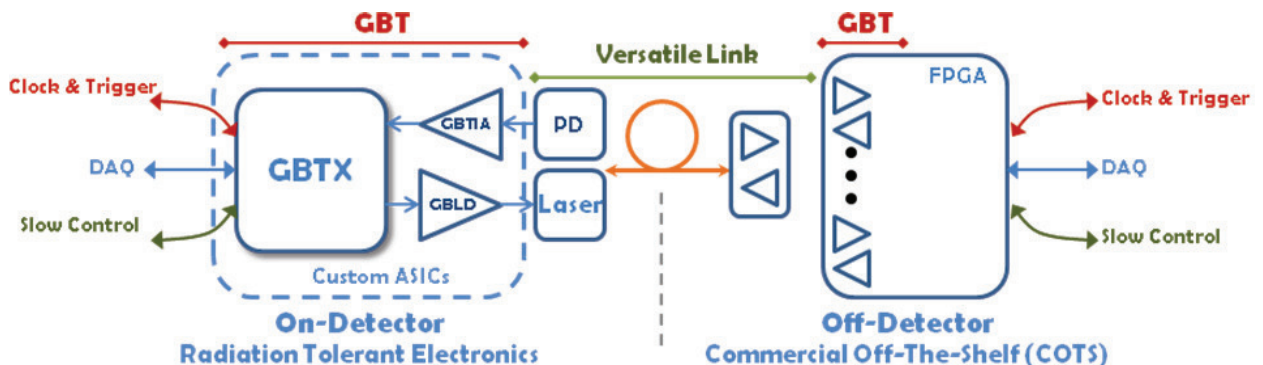 GBT
GBT
Versatile Link
FPGA
Clock & Trigger
Clock & Trigger
GBTIA
PD
GBTX
DAQ
DAQ
GBLD
Laser
Slow Control
Slow Control
Custom ASICs
On-Detector
Off-Detector
Radiation Tolerant Electronics
Commercial Off-The-Shelf (COTS)